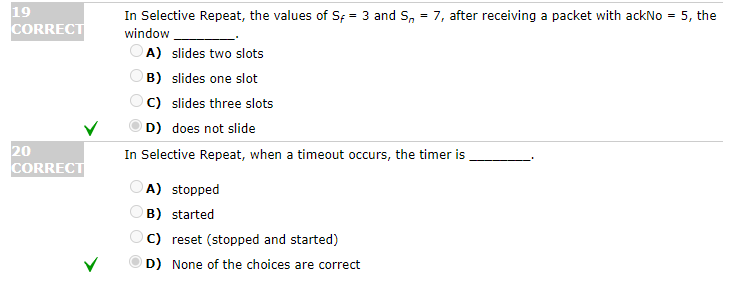 19
CORRECT
In Selective Repeat, the values of Sf = 3 and Sn = 7, after receiving a packet with ackNo = 5, the
window ________.
A) slides two slots
B) slides one slot
C) slides three slots
D) does not slide
20
CORRECT
In Selective Repeat, when a timeout occurs, the timer is ________.
A) stopped
B) started
C) reset (stopped and started)
D) None of the choices are correct